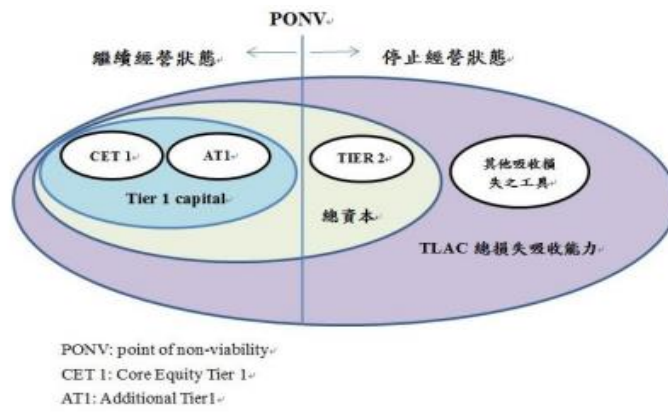 PONV
繼續經營狀態
停止經營狀態
CET 1
AT1
TIER 2
其他吸收損
失之工具
Tier 1 capital
總資本
TLAC 總損失吸收能力
PONV: point of non-viability
CET 1: Core Equity Tier 1
AT1: Additional Tier1